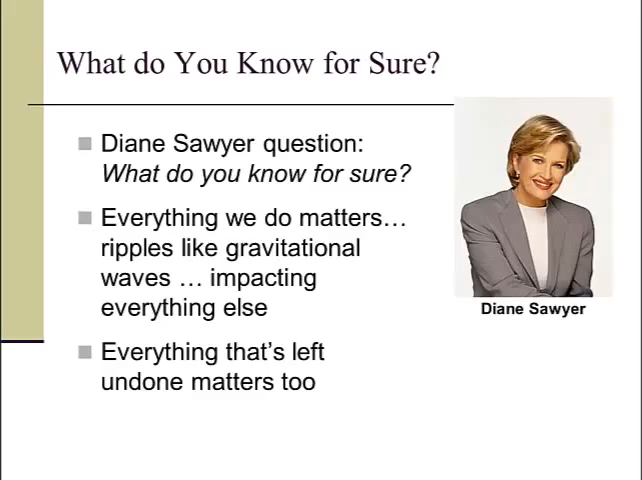 What do You Know for Sure?
Diane Sawyer question:
What do you know for sure?
Everything we do matters…
ripples like gravitational
waves … impacting
everything else
Diane Sawyer
Everything that’s left
undone matters too